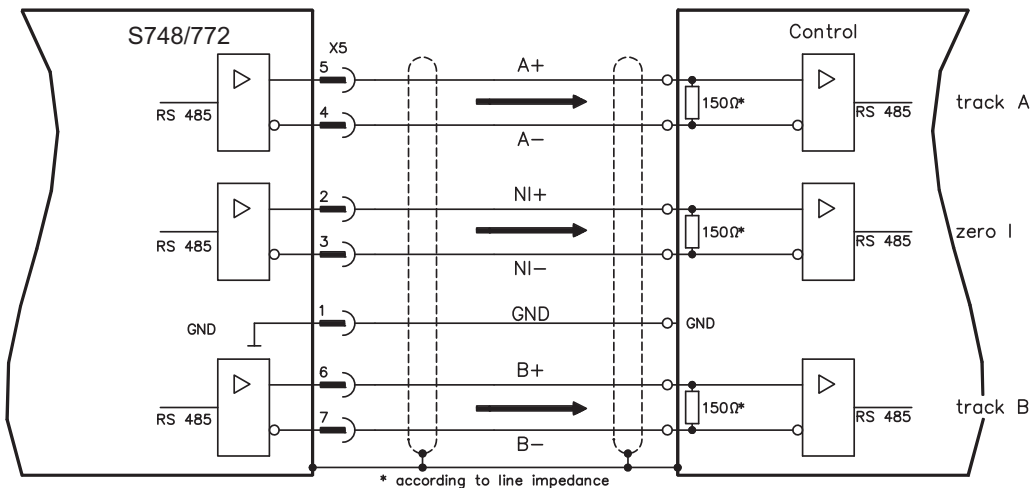 S748/772
X5
Control
5
A+
RS 485
150Ω*
RS 485
track A
4
A-
2
NI+
RS 485
150Ω*
RS 485
zero I
3
NI-
1
GND
GND
GND
6
B+
RS 485
150Ω*
RS 485
track B
7
B-
* according to line impedance